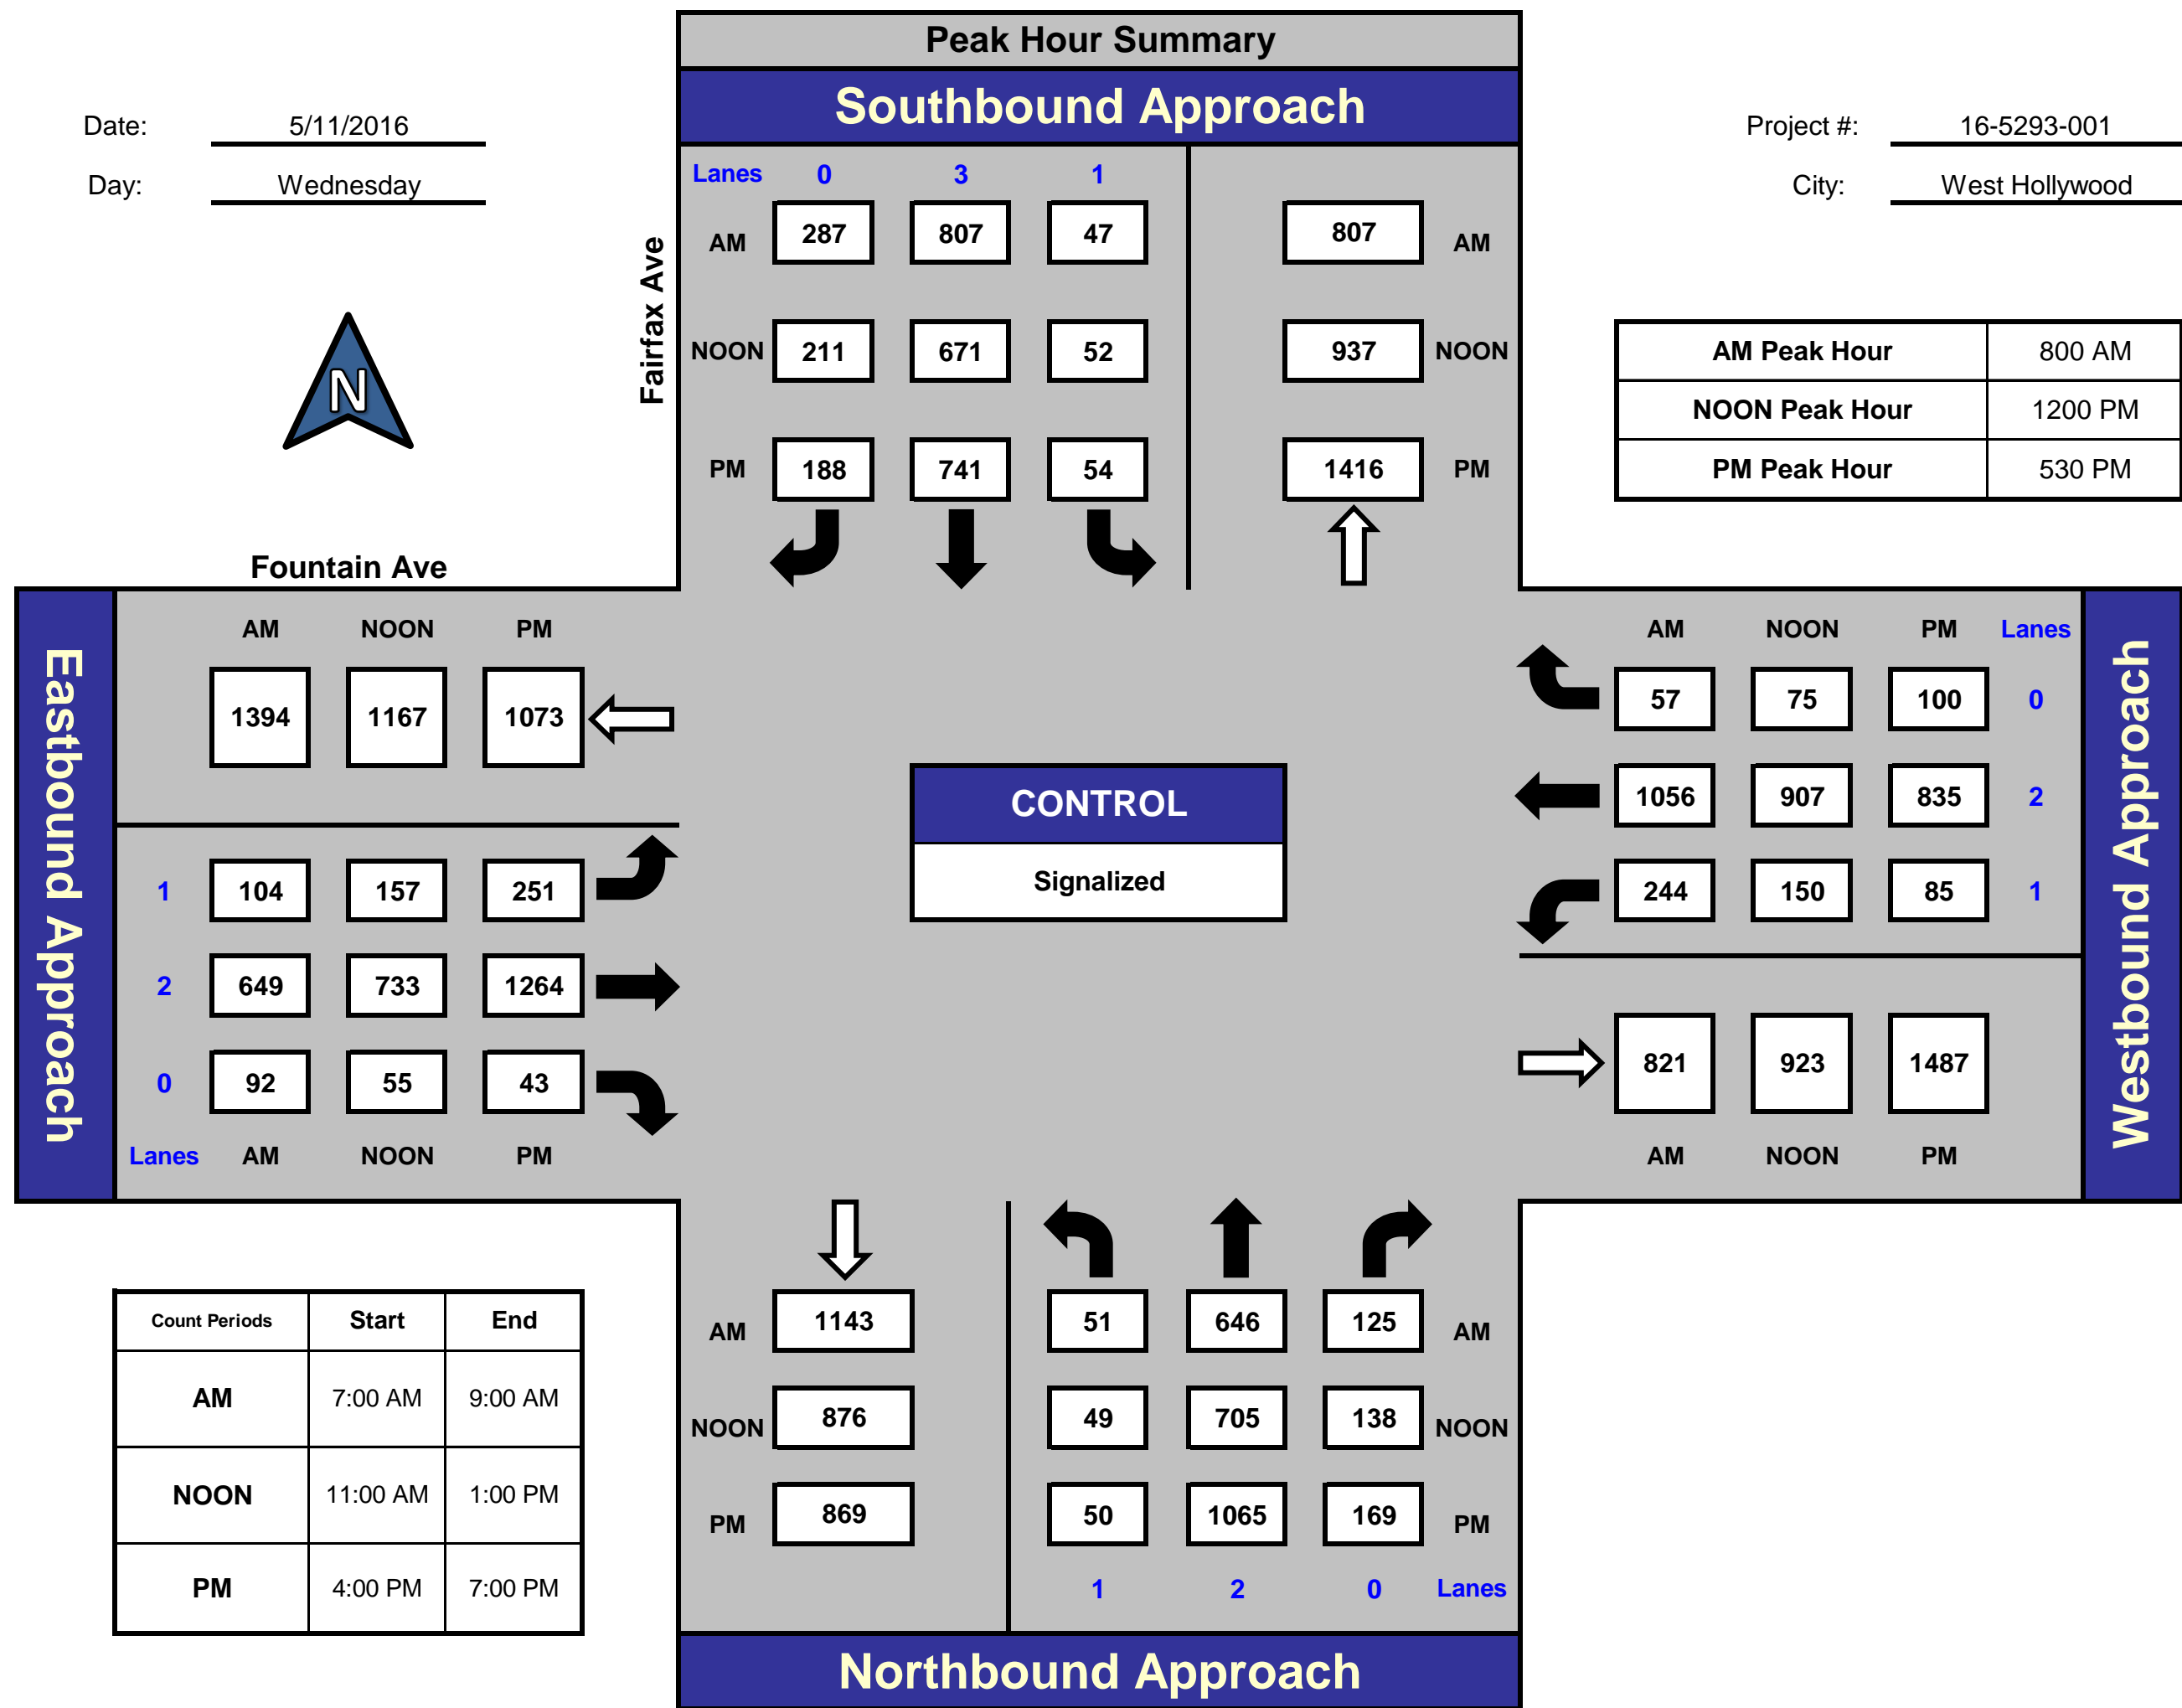 Peak Hour Summary
Southbound Approach
Date: 5/11/2016
Project #: 16-5293-001
Day: Wednesday
City: West Hollywood
Lanes 0 3 1
AM 287 807 47 807 AM
NOON 211 671 52 937 NOON
PM 188 741 54 1416 PM
Fairfax Ave
N
AM Peak Hour 800 AM
NOON Peak Hour 1200 PM
PM Peak Hour 530 PM
Fountain Ave
Eastbound Approach
AM NOON PM
1394 1167 1073
1 104 157 251
2 649 733 1264
0 92 55 43
Lanes AM NOON PM
CONTROL
Signalized
AM NOON PM Lanes
57 75 100 0
1056 907 835 2
244 150 85 1
821 923 1487
AM NOON PM
Westbound Approach
Count Periods Start End
AM 7:00 AM 9:00 AM
NOON 11:00 AM 1:00 PM
PM 4:00 PM 7:00 PM
AM 1143 51 646 125 AM
NOON 876 49 705 138 NOON
PM 869 50 1065 169 PM
1 2 0 Lanes
Northbound Approach